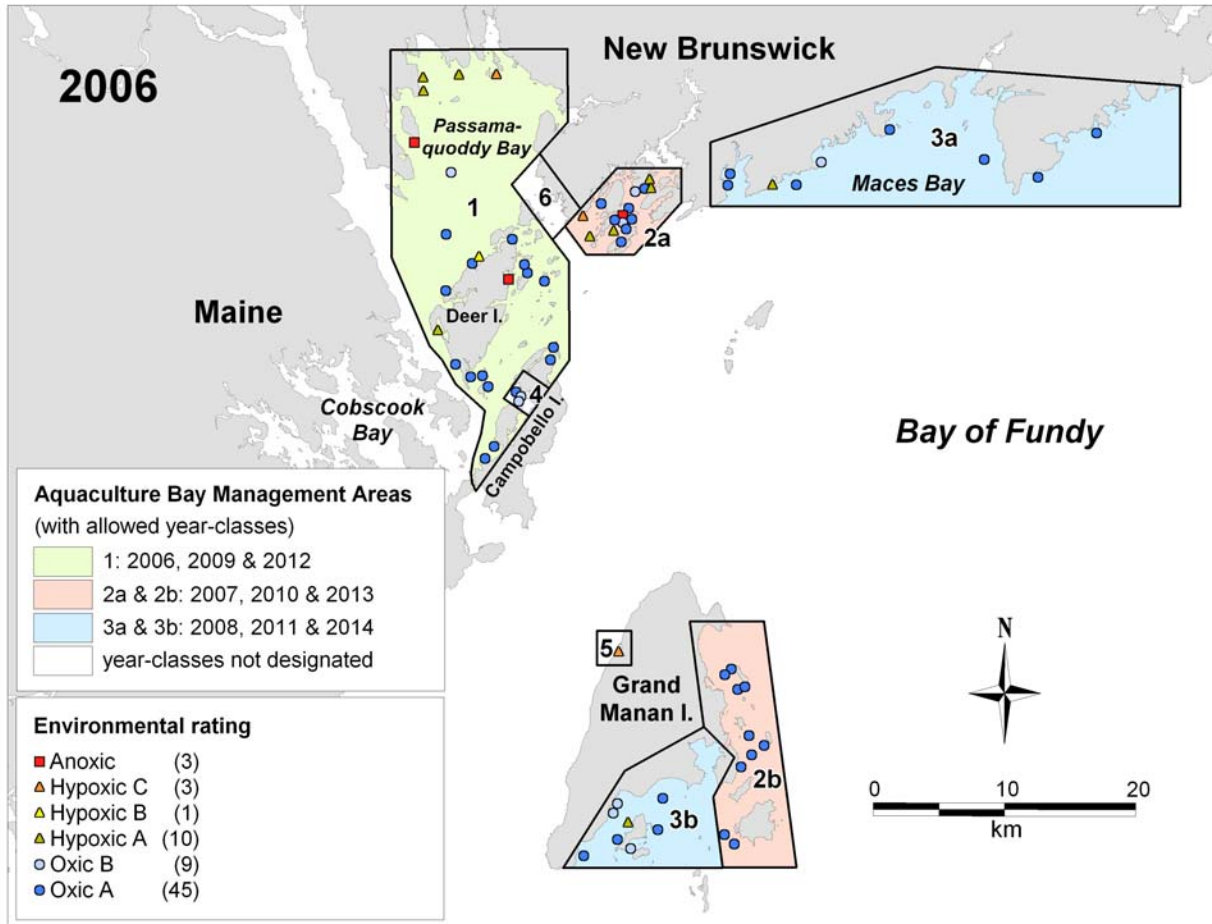 New Brunswick
2006
Passama-
quoddy Bay
3a
Maces Bay
6
1
2a
Maine
Deer I.
4
Cobscook
Bay
Campobello I.
Bay of Fundy
Aquaculture Bay Management Areas
(with allowed year-classes)
1: 2006, 2009 & 2012
2a & 2b: 2007, 2010 & 2013
3a & 3b: 2008, 2011 & 2014
year-classes not designated
5
Grand
Manan I.
2b
3b
N
Environmental rating
Anoxic (3)
Hypoxic C (3)
Hypoxic B (1)
Hypoxic A (10)
Oxic B (9)
Oxic A (45)
0 10 20
km